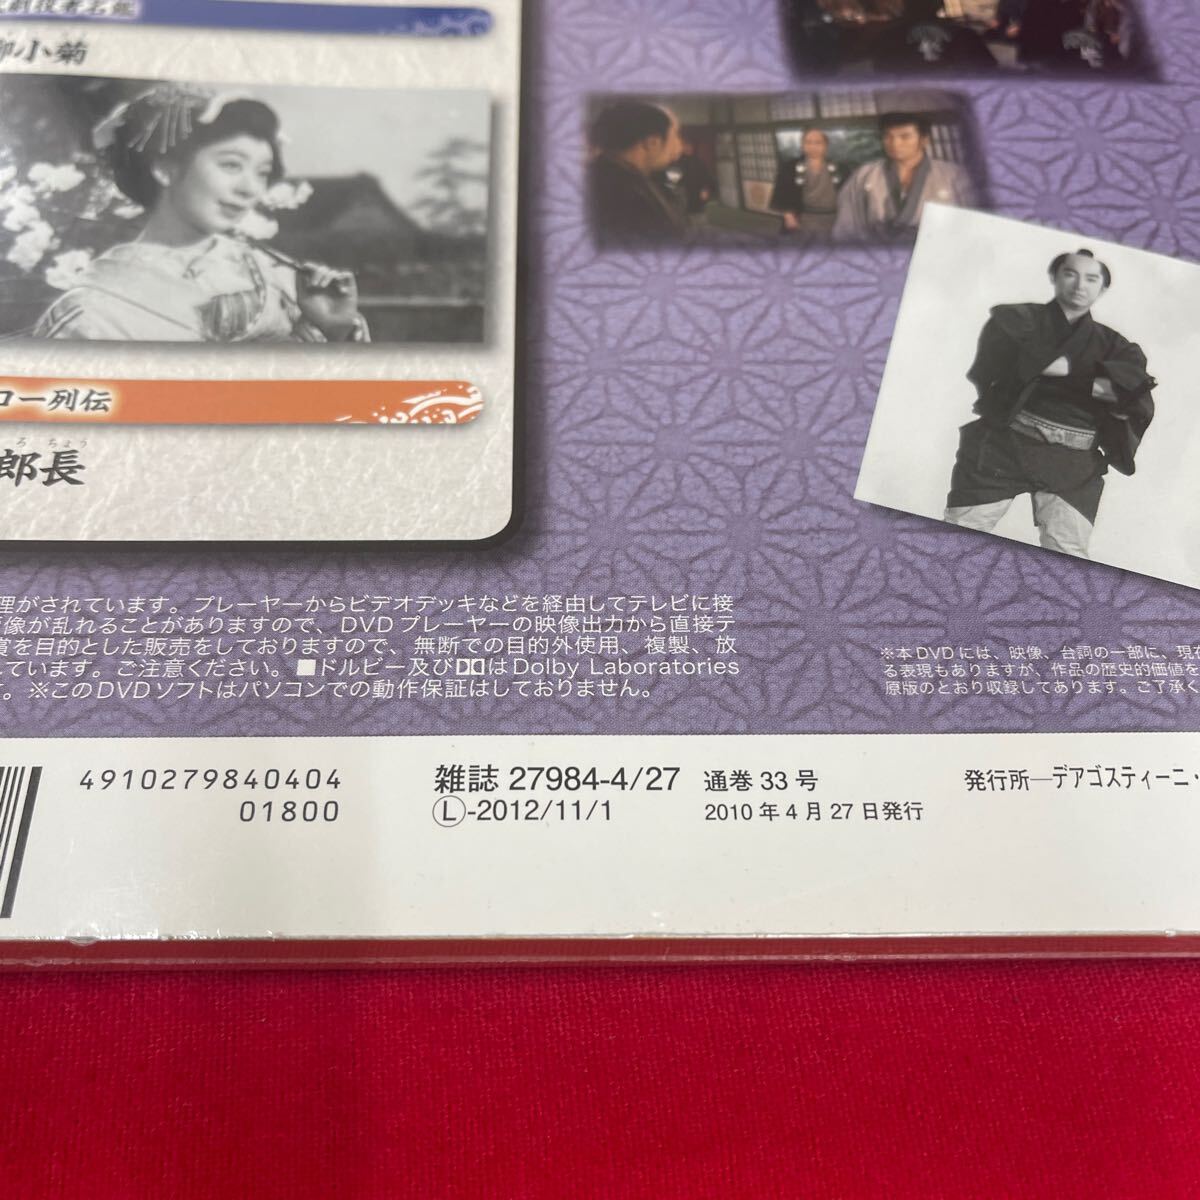 劇役者名鑑
柳小菊
ロー列伝
ろちょう
郎長
理がされています。プレーヤーからビデオデッキなどを経由してテレビに接
像が乱れることがありますので、DVDプレーヤーの映像出力から直接テ
賞を目的とした販売をしておりますので、無断での目的外使用、複製、放
れています。ご注意ください。■ドルビー及びDDはDolby Laboratories
す。※このDVDソフトはパソコンでの動作保証はしておりません。
※本DVDには、映像、台詞の一部に、現在
る表現もありますが、作品の歴史的価値を
原版のとおり収録してあります。ご了承く
4910279840404
01800
雑誌 27984-4/27
Ⓛ-2012/11/1
通巻 33 号
2010 年 4 月 27 日発行
発行所―デアゴスティーニ・